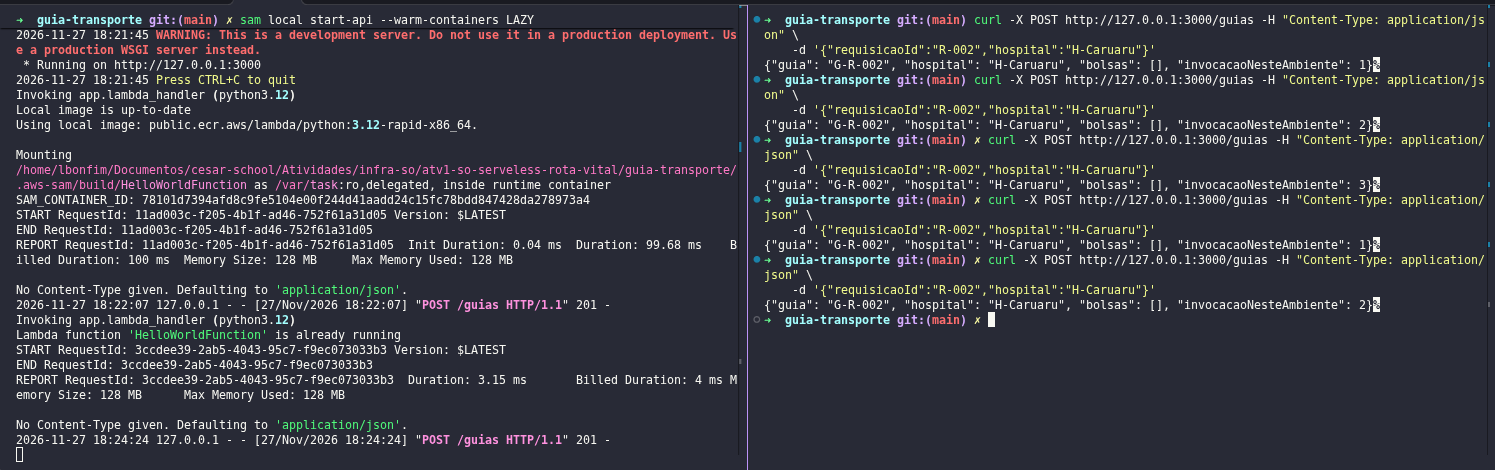 ➜  guia-transporte git:(main) ✗ sam local start-api --warm-containers LAZY
2026-11-27 18:21:45 WARNING: This is a development server. Do not use it in a production deployment. Us
e a production WSGI server instead.
 * Running on http://127.0.0.1:3000
2026-11-27 18:21:45 Press CTRL+C to quit
Invoking app.lambda_handler (python3.12)
Local image is up-to-date
Using local image: public.ecr.aws/lambda/python:3.12-rapid-x86_64.

Mounting
/home/lbonfim/Documentos/cesar-school/Atividades/infra-so/atv1-so-serveless-rota-vital/guia-transporte/
.aws-sam/build/HelloWorldFunction as /var/task:ro,delegated, inside runtime container
SAM_CONTAINER_ID: 78101d7394afd8c9fe5104e00f244d41aadd24c15fc78bdd847428da278973a4
START RequestId: 11ad003c-f205-4b1f-ad46-752f61a31d05 Version: $LATEST
END RequestId: 11ad003c-f205-4b1f-ad46-752f61a31d05
REPORT RequestId: 11ad003c-f205-4b1f-ad46-752f61a31d05  Init Duration: 0.04 ms  Duration: 99.68 ms    B
illed Duration: 100 ms  Memory Size: 128 MB     Max Memory Used: 128 MB

No Content-Type given. Defaulting to 'application/json'.
2026-11-27 18:22:07 127.0.0.1 - - [27/Nov/2026 18:22:07] "POST /guias HTTP/1.1" 201 -
Invoking app.lambda_handler (python3.12)
Lambda function 'HelloWorldFunction' is already running
START RequestId: 3ccdee39-2ab5-4043-95c7-f9ec073033b3 Version: $LATEST
END RequestId: 3ccdee39-2ab5-4043-95c7-f9ec073033b3
REPORT RequestId: 3ccdee39-2ab5-4043-95c7-f9ec073033b3  Duration: 3.15 ms       Billed Duration: 4 ms M
emory Size: 128 MB      Max Memory Used: 128 MB

No Content-Type given. Defaulting to 'application/json'.
2026-11-27 18:24:24 127.0.0.1 - - [27/Nov/2026 18:24:24] "POST /guias HTTP/1.1" 201 -
➜  guia-transporte git:(main) curl -X POST http://127.0.0.1:3000/guias -H "Content-Type: application/js
on" \
    -d '{"requisicaoId":"R-002","hospital":"H-Caruaru"}'
{"guia": "G-R-002", "hospital": "H-Caruaru", "bolsas": [], "invocacaoNesteAmbiente": 1}%
➜  guia-transporte git:(main) curl -X POST http://127.0.0.1:3000/guias -H "Content-Type: application/js
on" \
    -d '{"requisicaoId":"R-002","hospital":"H-Caruaru"}'
{"guia": "G-R-002", "hospital": "H-Caruaru", "bolsas": [], "invocacaoNesteAmbiente": 2}%
➜  guia-transporte git:(main) ✗ curl -X POST http://127.0.0.1:3000/guias -H "Content-Type: application/
json" \
    -d '{"requisicaoId":"R-002","hospital":"H-Caruaru"}'
{"guia": "G-R-002", "hospital": "H-Caruaru", "bolsas": [], "invocacaoNesteAmbiente": 3}%
➜  guia-transporte git:(main) ✗ curl -X POST http://127.0.0.1:3000/guias -H "Content-Type: application/
json" \
    -d '{"requisicaoId":"R-002","hospital":"H-Caruaru"}'
{"guia": "G-R-002", "hospital": "H-Caruaru", "bolsas": [], "invocacaoNesteAmbiente": 1}%
➜  guia-transporte git:(main) ✗ curl -X POST http://127.0.0.1:3000/guias -H "Content-Type: application/
json" \
    -d '{"requisicaoId":"R-002","hospital":"H-Caruaru"}'
{"guia": "G-R-002", "hospital": "H-Caruaru", "bolsas": [], "invocacaoNesteAmbiente": 2}%
➜  guia-transporte git:(main) ✗